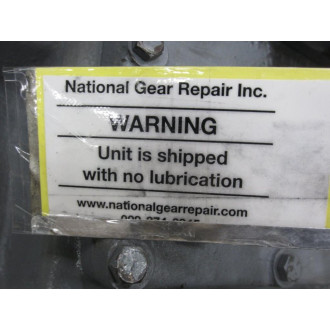 National Gear Repair Inc.
WARNING
Unit is shipped
with no lubrication
www.nationalgearrepair.com